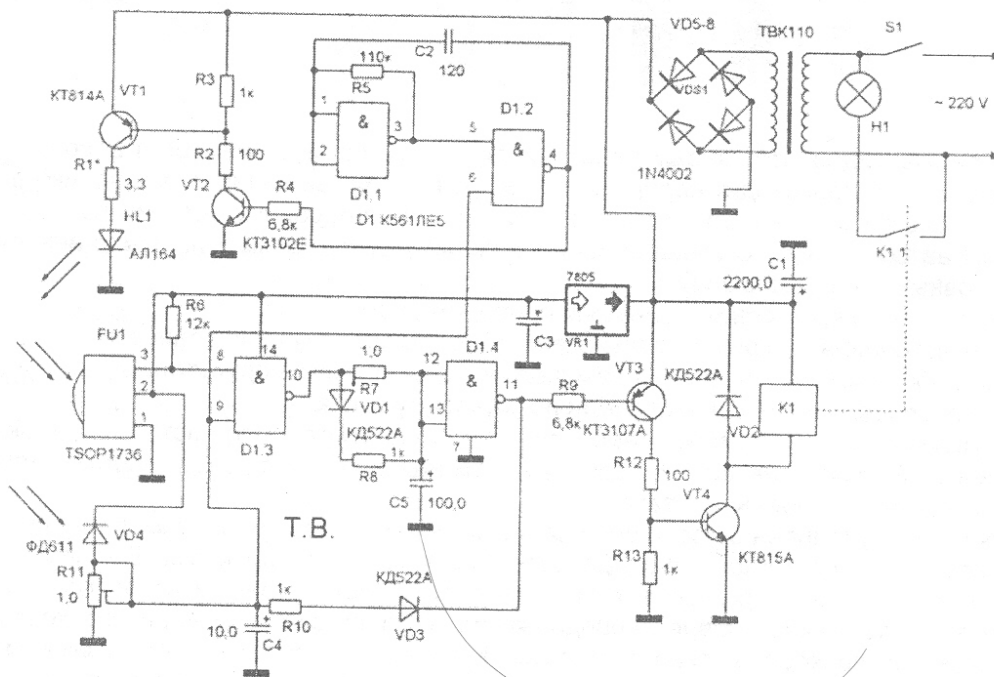 VD5-8
ТВК110
S1
C2
120
110к
R5
R3
1к
КТ814А
VT1
VDS1
~ 220 V
H1
1
2
&
3
D1.1
5
D1.2
&
4
6
R2
100
R1*
3,3
VT2
R4
6,8к
КТ3102Е
D1 К561ЛЕ5
1N4002
HL1
АЛ164
K1.1
C1
2200,0
+
R6
12к
FU1
3
2
1
TSOP1736
8
14
&
10
9
D1.3
1,0
R7
VD1
КД522А
1к
R8
12
D1.4
&
11
13
7
C5
+
100,0
C3
+
7805
VR1
VT3
R9
6,8к
КТ3107А
КД522А
VD2
K1
R12
100
VT4
КТ815А
R13
1к
ФД611
VD4
R11
1,0
Т.В.
КД522А
VD3
1к
R10
10,0
+
C4